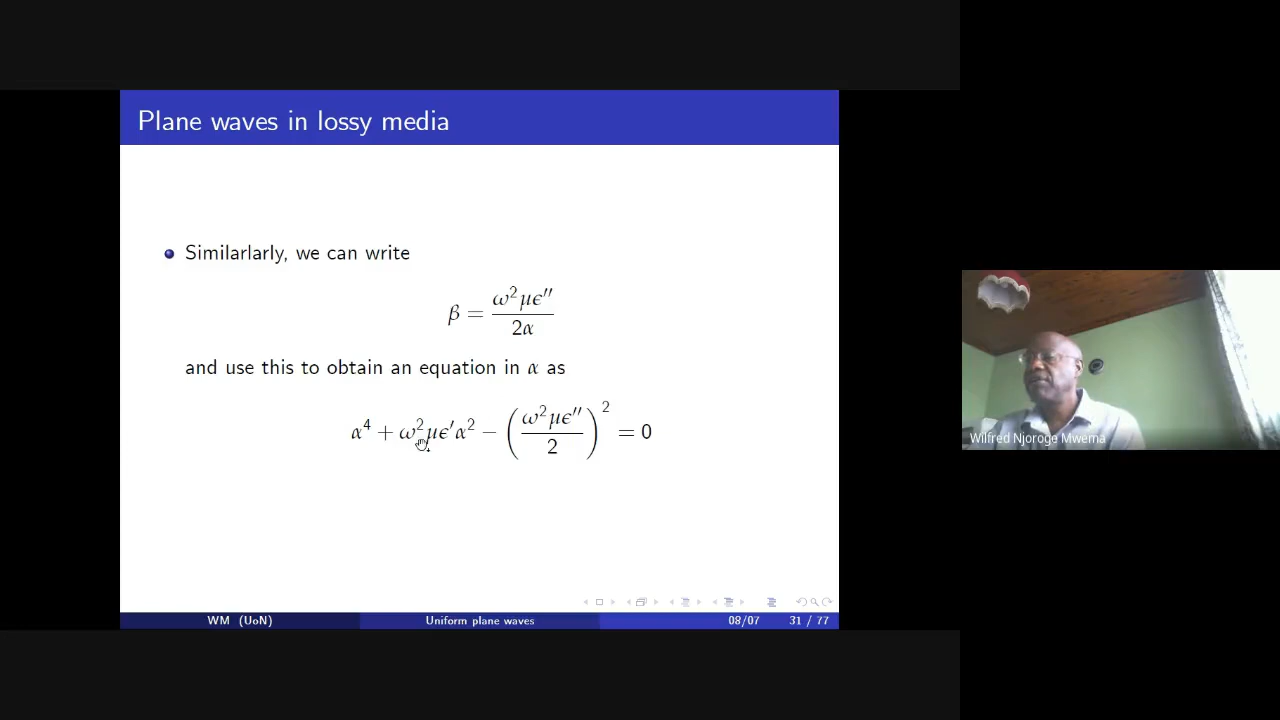 Plane waves in lossy media
Similarlarly, we can write
β = ω²µϵ′′ / 2α
and use this to obtain an equation in α as
α⁴ + ω²µϵ′α² − (ω²µϵ′′ / 2)² = 0
WM (UoN) Uniform plane waves 08/07 31 / 77
Wilfred Njoroge Mwema